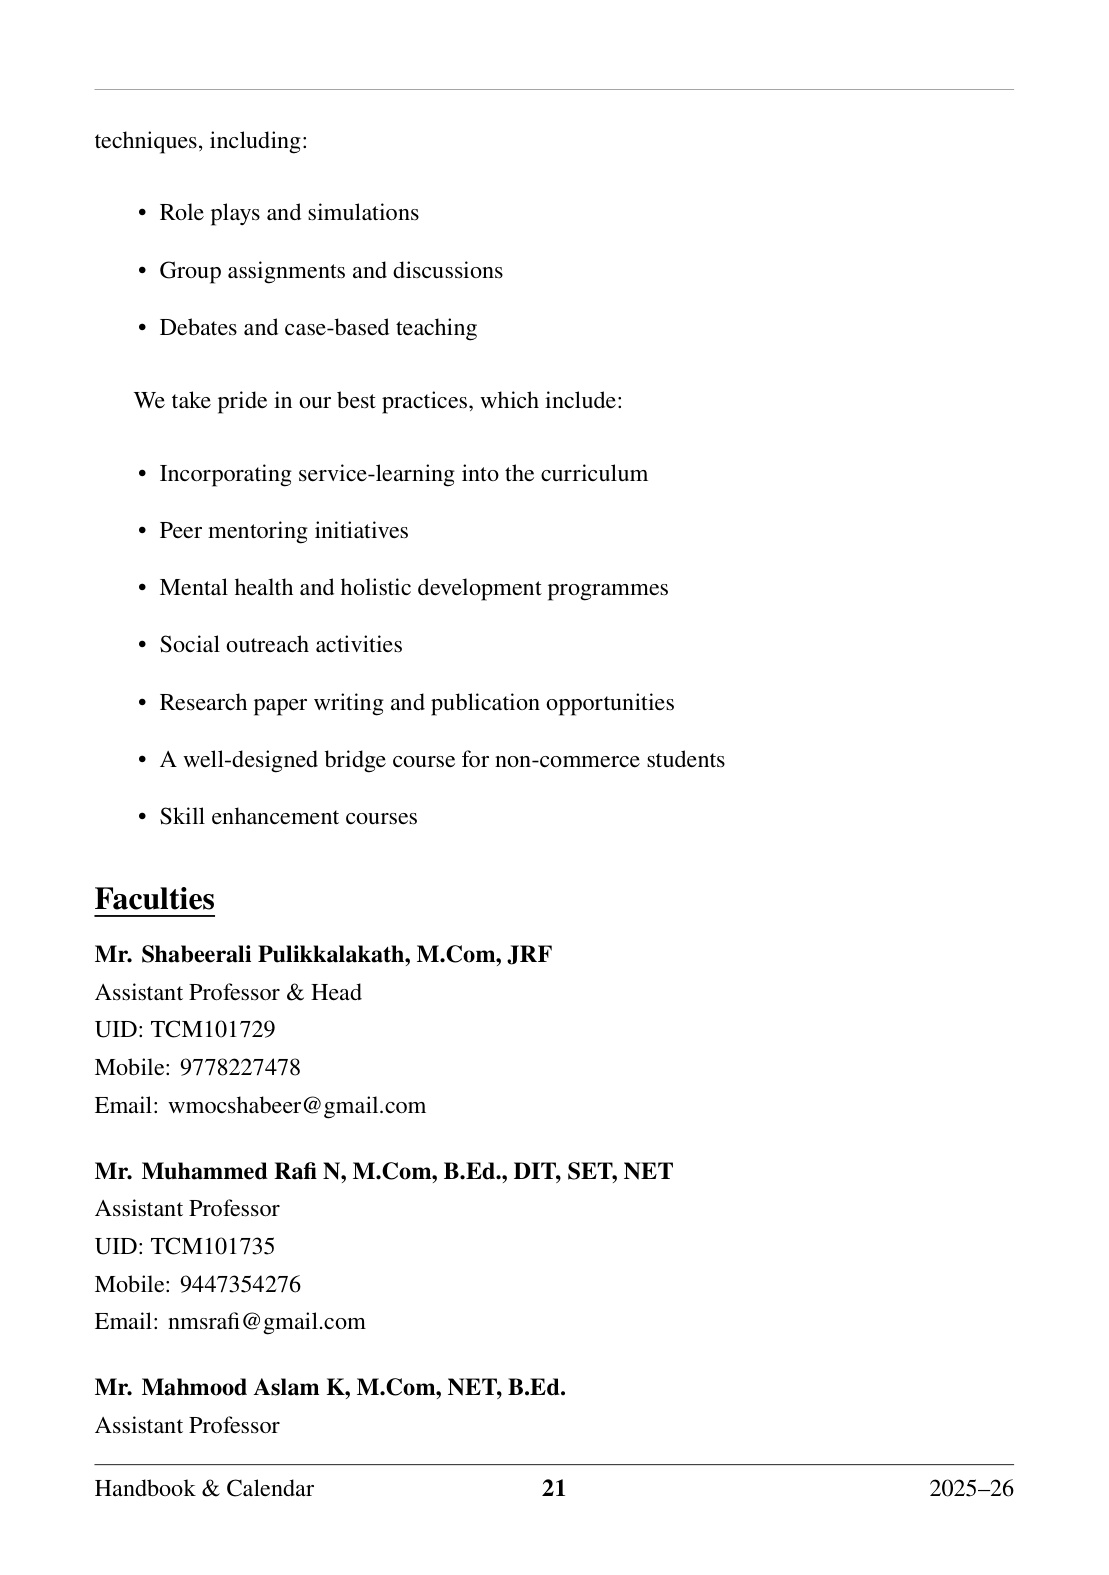 techniques, including:
• Role plays and simulations
• Group assignments and discussions
• Debates and case-based teaching
We take pride in our best practices, which include:
• Incorporating service-learning into the curriculum
• Peer mentoring initiatives
• Mental health and holistic development programmes
• Social outreach activities
• Research paper writing and publication opportunities
• A well-designed bridge course for non-commerce students
• Skill enhancement courses
Faculties
Mr. Shabeerali Pulikkalakath, M.Com, JRF
Assistant Professor & Head
UID: TCM101729
Mobile: 9778227478
Email: wmocshabeer@gmail.com
Mr. Muhammed Rafi N, M.Com, B.Ed., DIT, SET, NET
Assistant Professor
UID: TCM101735
Mobile: 9447354276
Email: nmsrafi@gmail.com
Mr. Mahmood Aslam K, M.Com, NET, B.Ed.
Assistant Professor
Handbook & Calendar 21 2025–26